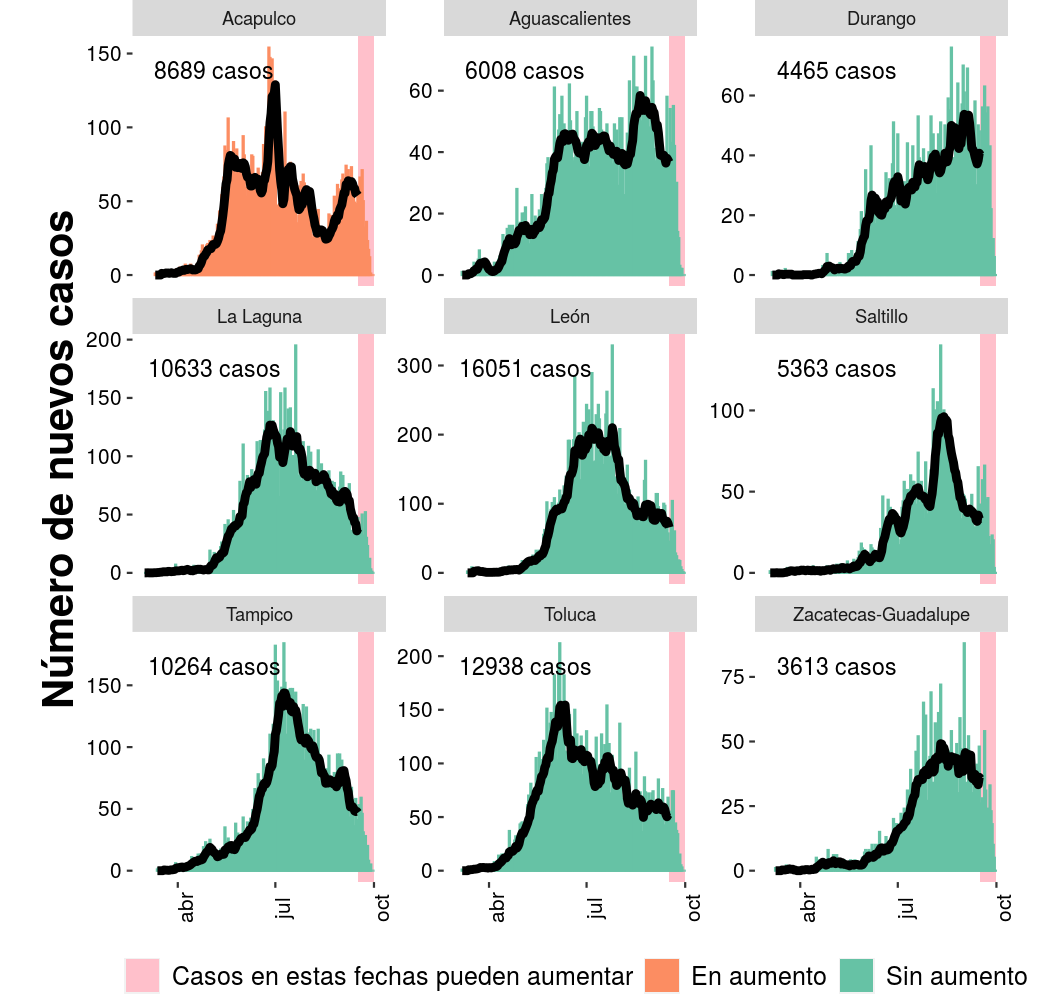 Número de nuevos casos
Acapulco
8689 casos
150
100
50
0
Aguascalientes
6008 casos
60
40
20
0
Durango
4465 casos
60
40
20
0
La Laguna
10633 casos
200
150
100
50
0
León
16051 casos
300
200
100
0
Saltillo
5363 casos
100
50
0
Tampico
10264 casos
150
100
50
0
Toluca
12938 casos
200
150
100
50
0
Zacatecas-Guadalupe
3613 casos
75
50
25
0
abr
jul
oct
abr
jul
oct
abr
jul
oct
Casos en estas fechas pueden aumentar
En aumento
Sin aumento